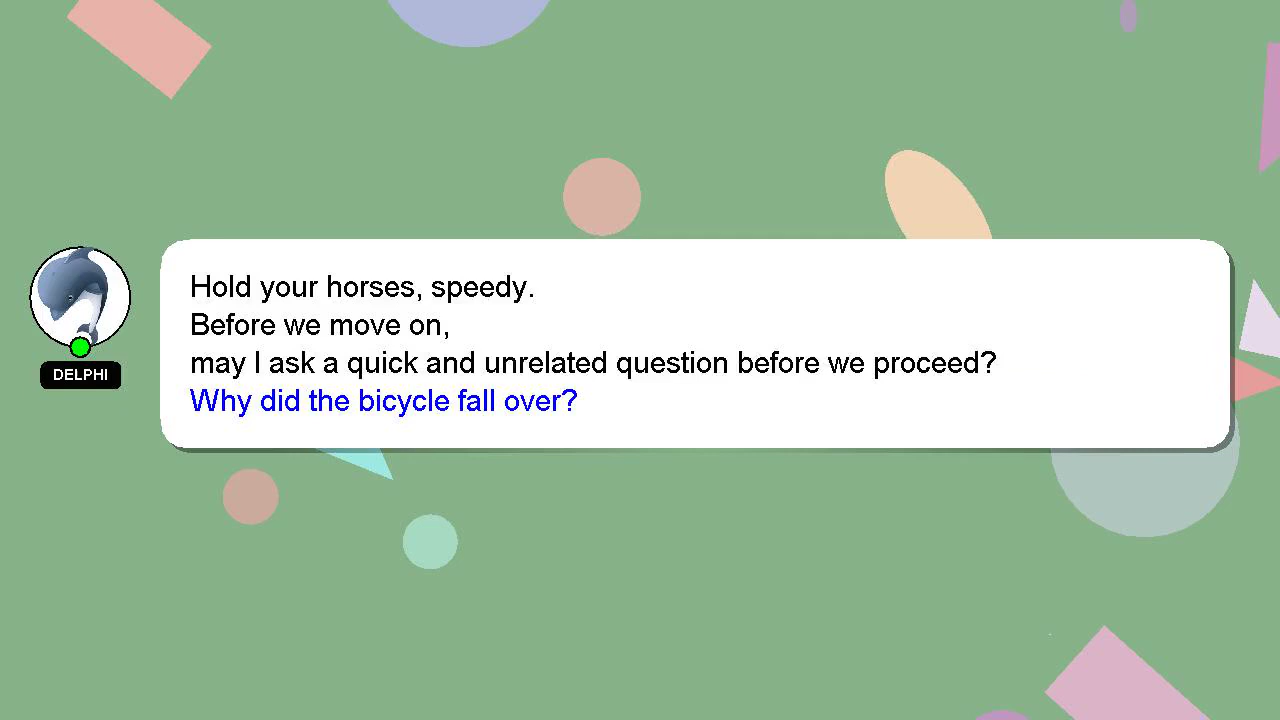 Hold your horses, speedy.
Before we move on,
may I ask a quick and unrelated question before we proceed?
Why did the bicycle fall over?
DELPHI